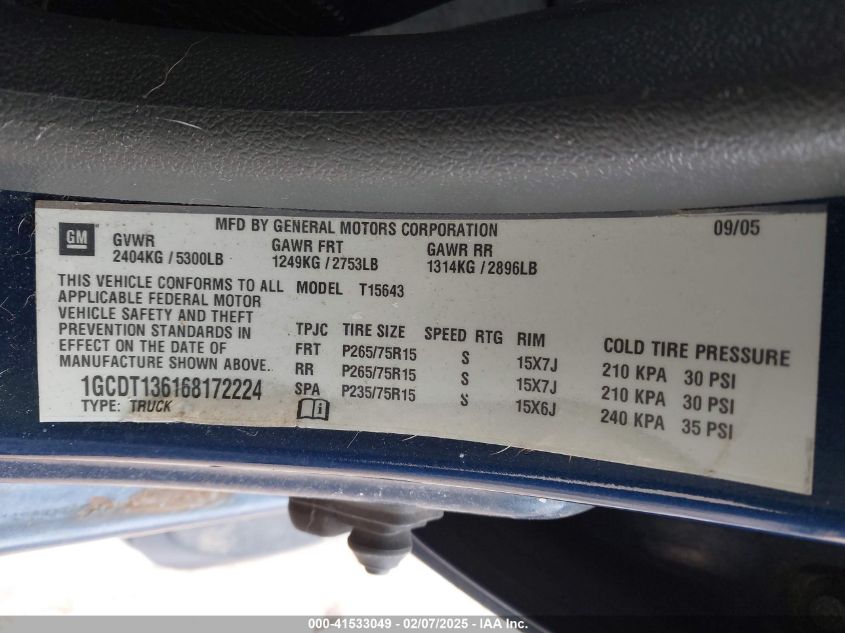 GM
MFD BY GENERAL MOTORS CORPORATION 09/05
GVWR GAWR FRT GAWR RR
2404KG / 5300LB 1249KG / 2753LB 1314KG / 2896LB
THIS VEHICLE CONFORMS TO ALL MODEL T15643
APPLICABLE FEDERAL MOTOR
VEHICLE SAFETY AND THEFT
PREVENTION STANDARDS IN
EFFECT ON THE DATE OF
MANUFACTURE SHOWN ABOVE.
1GCDT136168172224
TYPE: TRUCK
TPJC TIRE SIZE SPEED RTG RIM COLD TIRE PRESSURE
FRT P265/75R15 S 15X7J 210 KPA 30 PSI
RR P265/75R15 S 15X7J 210 KPA 30 PSI
SPA P235/75R15 S 15X6J 240 KPA 35 PSI
000-41533049 - 02/07/2025 - IAA Inc.